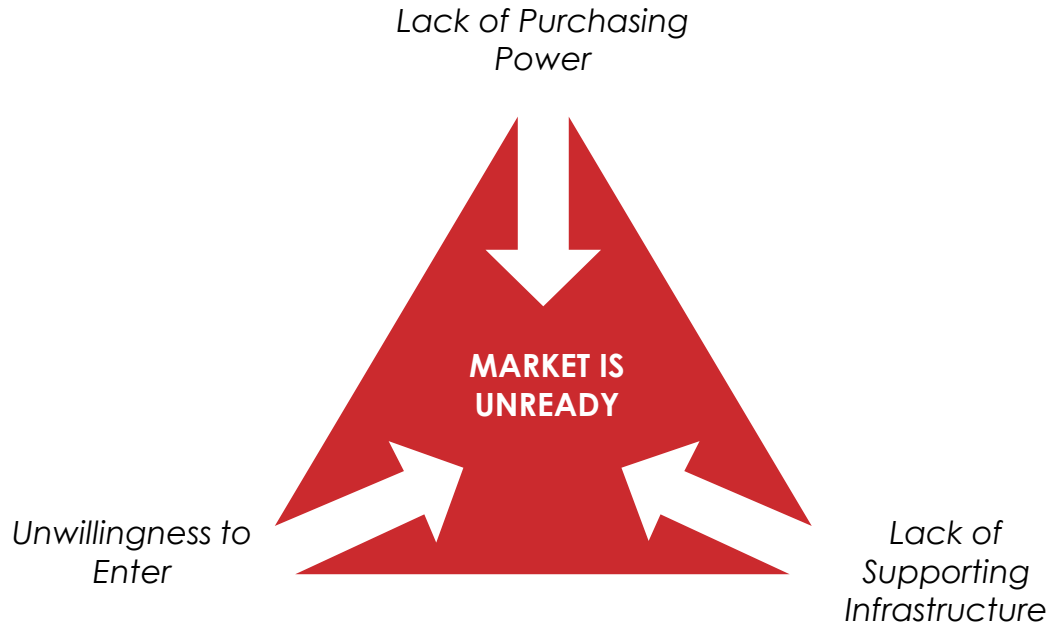 Lack of Purchasing
Power
MARKET IS
UNREADY
Unwillingness to
Enter
Lack of
Supporting
Infrastructure